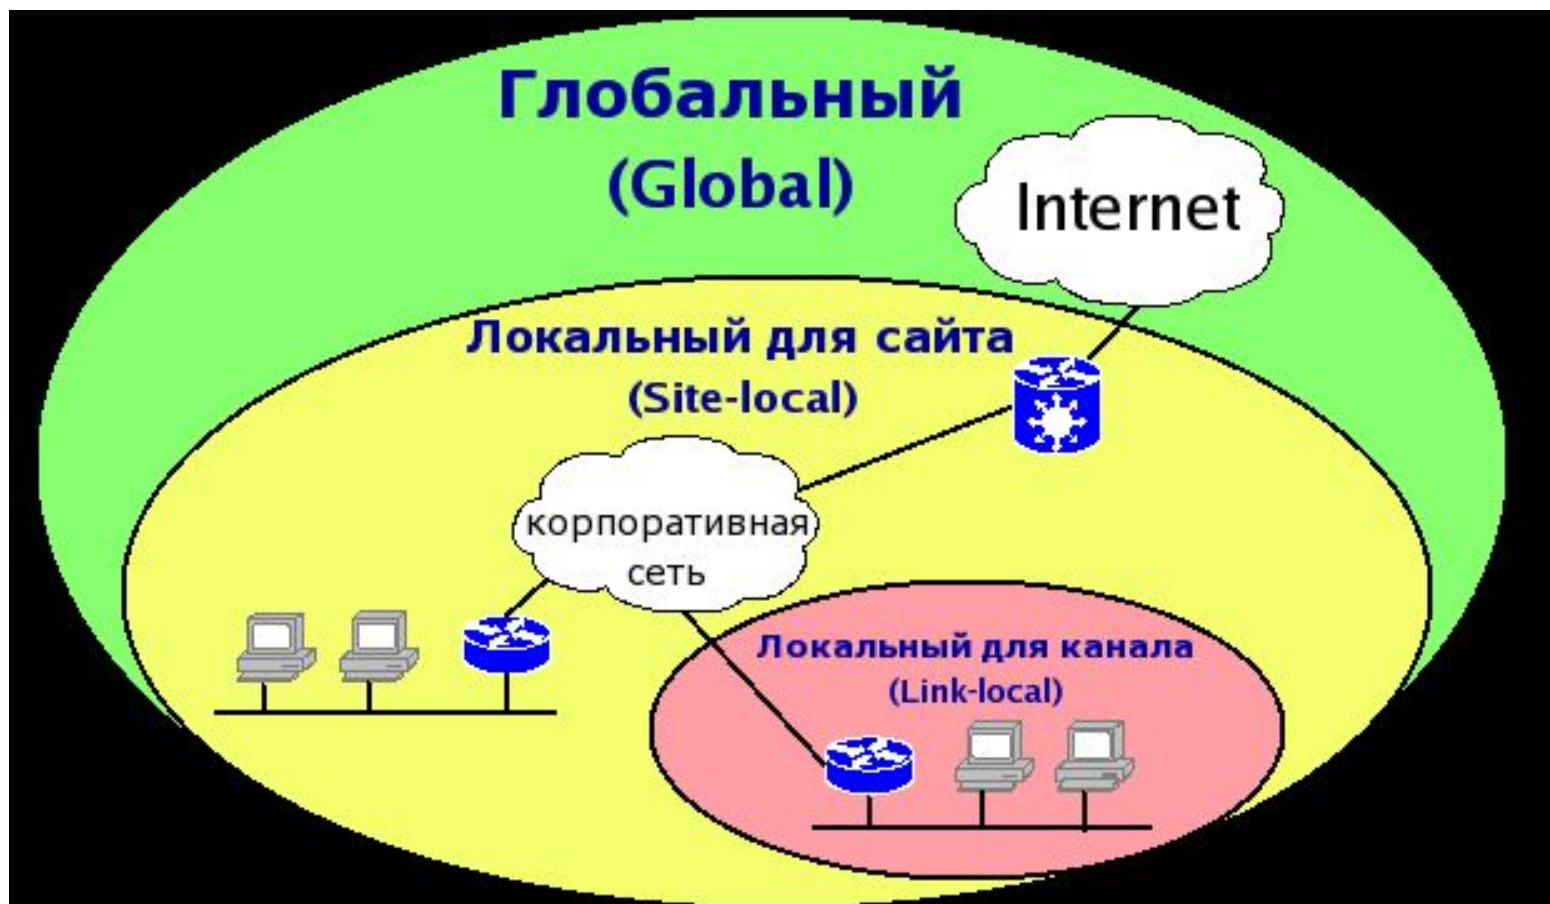 Глобальный
(Global)
Internet
Локальный для сайта
(Site-local)
корпоративная
сеть
Локальный для канала
(Link-local)